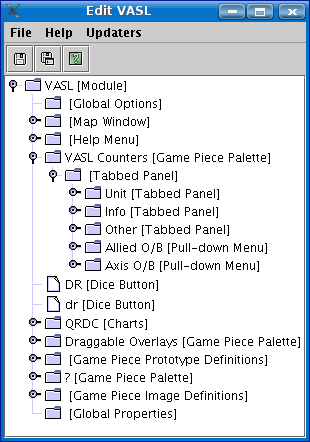 Edit VASL
File Help Updaters
VASL [Module]
[Global Options]
[Map Window]
[Help Menu]
VASL Counters [Game Piece Palette]
[Tabbed Panel]
Unit [Tabbed Panel]
Info [Tabbed Panel]
Other [Tabbed Panel]
Allied O/B [Pull-down Menu]
Axis O/B [Pull-down Menu]
DR [Dice Button]
dr [Dice Button]
QRDC [Charts]
Draggable Overlays [Game Piece Palette]
[Game Piece Prototype Definitions]
? [Game Piece Palette]
[Game Piece Image Definitions]
[Global Properties]